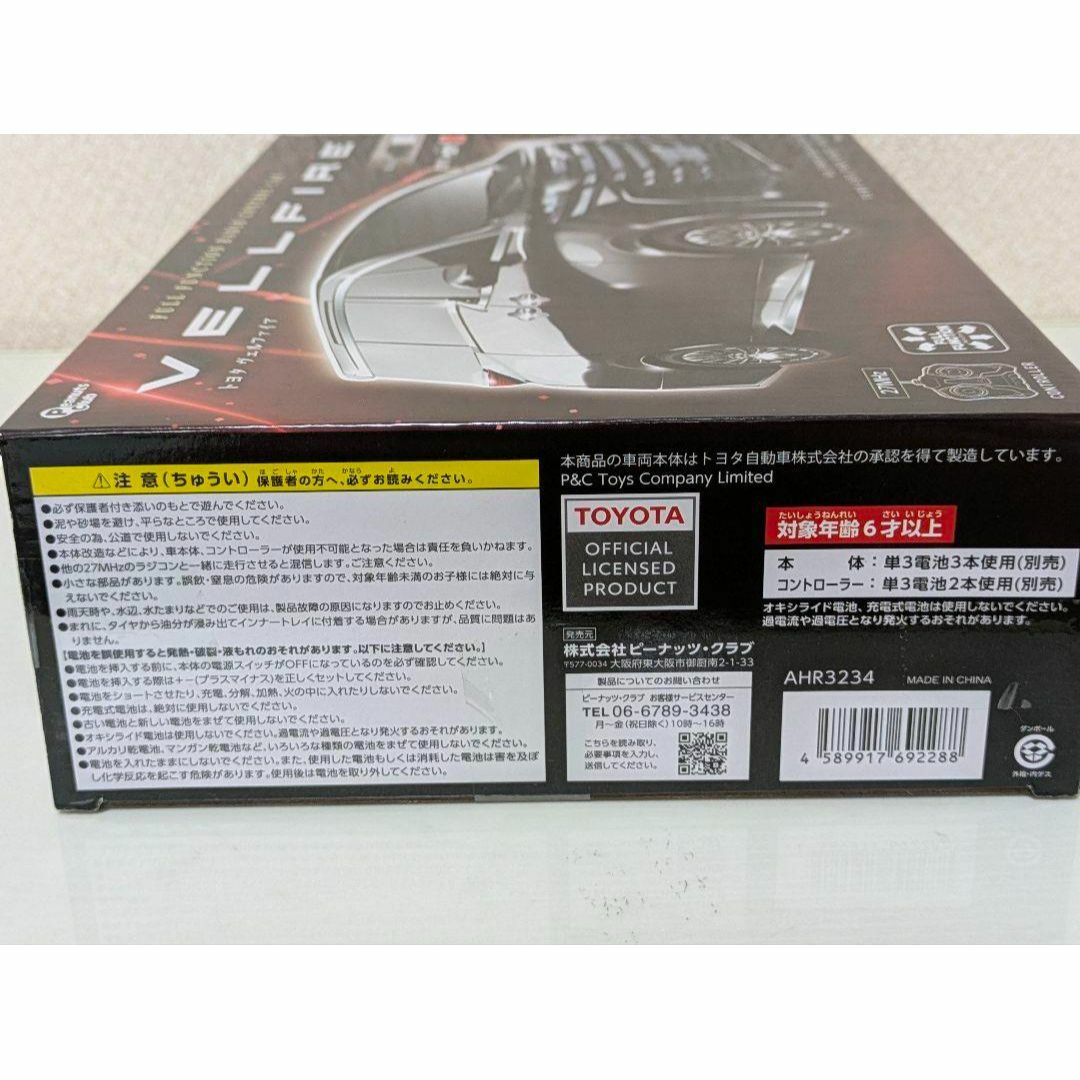 VELLFIRE
トヨタ ヴェルファイア
FULL FUNCTION RADIO CONTROL CAR
Peanuts Club
27MHz
CONTROLLER
⚠注意(ちゅうい) 保護者の方へ、必ずお読みください。
ほごしゃ かた かなら よ
●必ず保護者付き添いのもとで遊んでください。
●泥や砂場を避け、平らなところで使用してください。
●安全の為、公道で使用しないでください。
●本体改造などにより、車本体、コントローラーが使用不可能となった場合は責任を負いかねます。
●他の27MHzのラジコンと一緒に走行させると混信します。ご注意ください。
●小さな部品があります。誤飲・窒息の危険がありますので、対象年齢未満のお子様には絶対に与
えないでください。
●雨天時や、水辺、水たまりなどでのご使用は、製品故障の原因になりますのでお止めください。
●まれに、タイヤから油分が浸み出てインナートレイに付着する場合がありますが、品質に問題はあ
りません。
【電池を誤使用すると発熱・破裂・液もれのおそれがあります。以下に注意してください。】
●電池を挿入する前に、本体の電源スイッチがOFFになっているのを必ず確認してください。
●電池を挿入する際は+-(プラスマイナス)を正しくセットしてください。
●電池をショートさせたり、充電、分解、加熱、火の中に入れたりしないでください。
●充電式電池は、絶対に使用しないでください。
●古い電池と新しい電池をまぜて使用しないでください。
●オキシライド電池は使用しないでください。過電流や過電圧となり発火するおそれがあります。
●アルカリ乾電池、マンガン乾電池など、いろいろな種類の電池をまぜて使用しないでください。
●電池を入れたままにしないでください。また、使用した電池もしくは消耗した電池は害を及ぼ
し化学反応を起こす危険があります。使用後は電池を取り外してください。
本商品の車両本体はトヨタ自動車株式会社の承認を得て製造しています。
P&C Toys Company Limited
TOYOTA
OFFICIAL
LICENSED
PRODUCT
たいしょうねんれい さいいじょう
対象年齢6才以上
本 体:単3電池3本使用(別売)
コントローラー:単3電池2本使用(別売)
オキシライド電池、充電式電池は使用しないでください。
過電流や過電圧となり発火するおそれがあります。
発売元
株式会社ピーナッツ・クラブ
〒577-0034 大阪府東大阪市御厨南2-1-33
製品についてのお問い合わせ
ピーナッツ・クラブ お客様サービスセンター
TEL 06-6789-3438
月〜金(祝日除く)10時〜16時
こちらを読み取り、
必要事項を入力し、
送信してください。
AHR3234 MADE IN CHINA
4 589917 692288
ダンボール
外箱・内デス